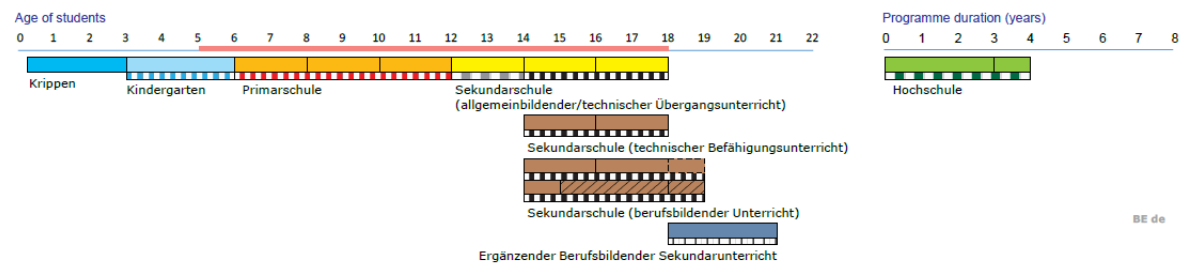 Age of students
Programme duration (years)
0 1 2 3 4 5 6 7 8 9 10 11 12 13 14 15 16 17 18 19 20 21 22
0 1 2 3 4 5 6 7 8
Krippen
Kindergarten
Primarschule
Sekundarschule
(allgemeinbildender/technischer Übergangsunterricht)
Hochschule
Sekundarschule (technischer Befähigungsunterricht)
Sekundarschule (berufsbildender Unterricht)
BE de
Ergänzender Berufsbildender Sekundarunterricht